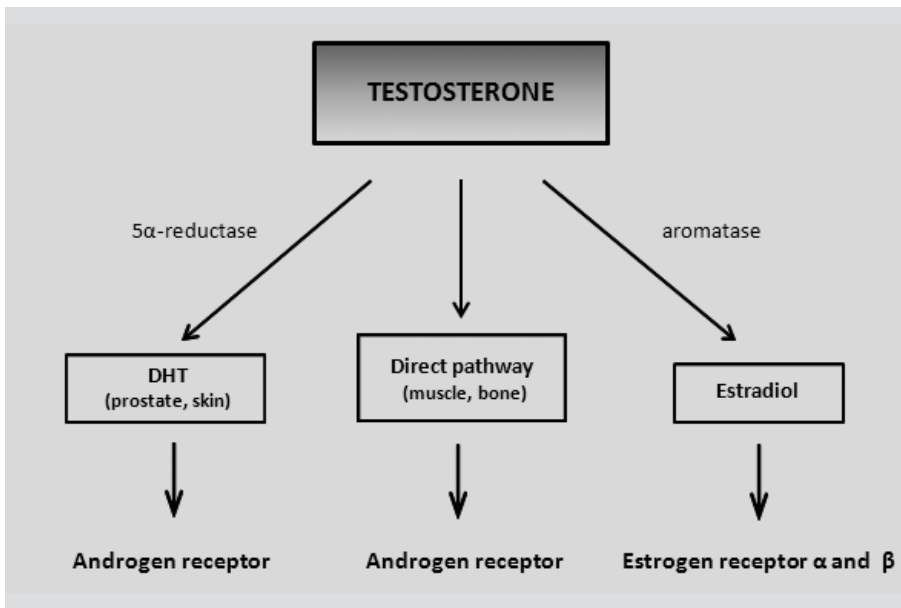 TESTOSTERONE
5α-reductase
aromatase
DHT
(prostate, skin)
Direct pathway
(muscle, bone)
Estradiol
Androgen receptor
Androgen receptor
Estrogen receptor α and β